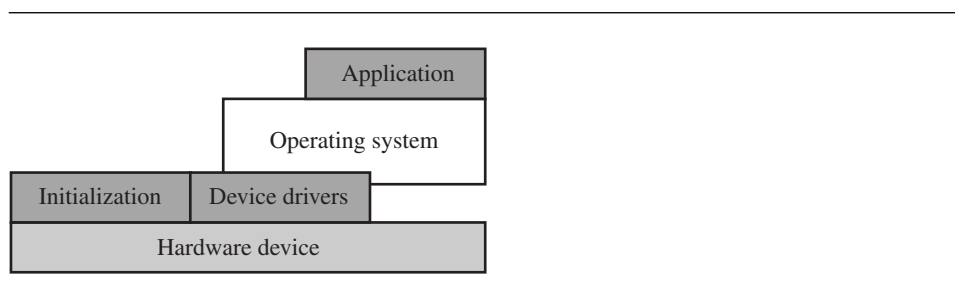 Application
Operating system
Initialization
Device drivers
Hardware device